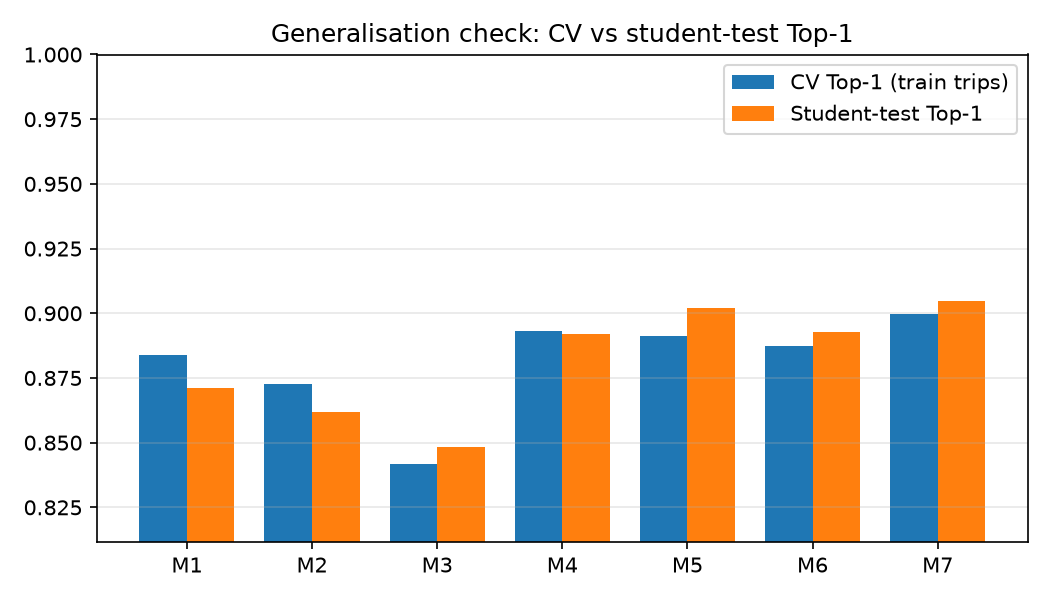 Generalisation check: CV vs student-test Top-1
1.000
0.975
0.950
0.925
0.900
0.875
0.850
0.825
CV Top-1 (train trips)
Student-test Top-1
M1 M2 M3 M4 M5 M6 M7